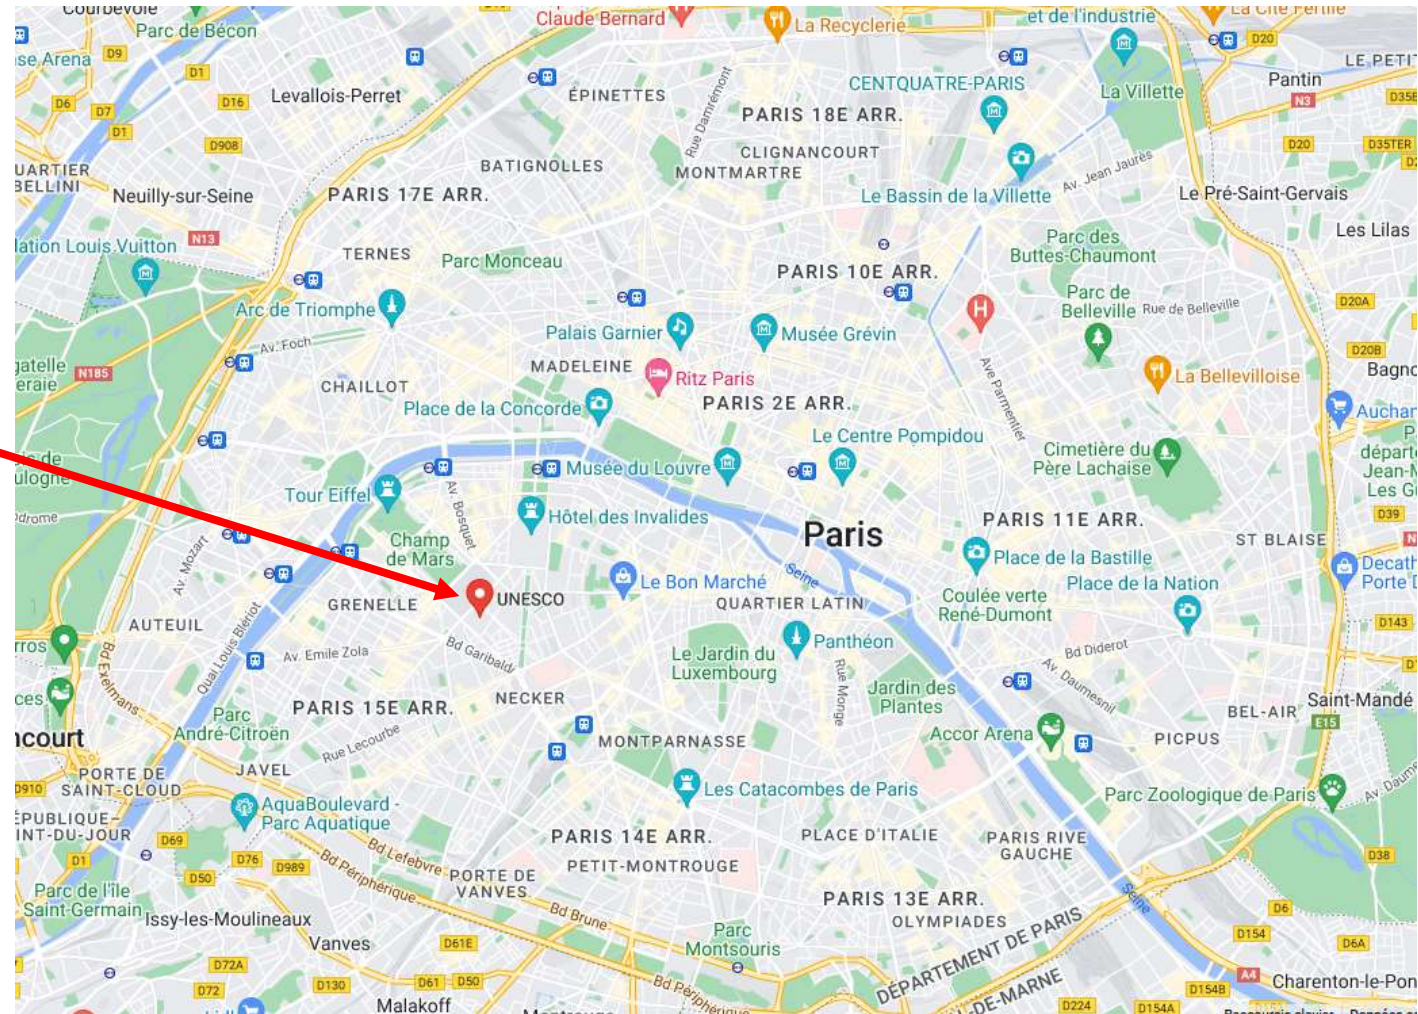 Courbevoie
Parc de Bécon
Claude Bernard
La Recyclerie
et de l'industrie
La Cité Fertile
D20
D9
D1
D6
D7
D16
D1
D908
Levallois-Perret
ÉPINETTES
Rue Damrémont
PARIS 18E ARR.
CLIGNANCOURT
MONTMARTRE
CENTQUATRE-PARIS
La Villette
Pantin
LE PETIT
N3
D35E
D20
D35TER
BATIGNOLLES
Le Bassin de la Villette
Av. Jean Jaurès
Le Pré-Saint-Gervais
Les Lilas
BELLINI
Neuilly-sur-Seine
PARIS 17E ARR.
N13
TERNES
Parc Monceau
Arc de Triomphe
Av. Foch
PARIS 10E ARR.
Parc des
Buttes-Chaumont
Parc de
Belleville
Rue de Belleville
D20A
D20B
Palais Garnier
Musée Grévin
MADELEINE
Ritz Paris
CHAILLOT
Place de la Concorde
PARIS 2E ARR.
Ave Parmentier
La Bellevilloise
N185
Le Centre Pompidou
Cimetière du
Père Lachaise
Musée du Louvre
Tour Eiffel
Av. Bosquet
Hôtel des Invalides
Champ
de Mars
Paris
PARIS 11E ARR.
ST BLAISE
D39
Av. Mozart
Place de la Bastille
Place de la Nation
Le Bon Marché
Seine
UNESCO
GRENELLE
QUARTIER LATIN
Coulée verte
René-Dumont
D143
AUTEUIL
Quai Louis Blériot
Av. Emile Zola
Bd Garibaldi
Panthéon
Le Jardin du
Luxembourg
Rue Monge
Bd Diderot
Av. Daumesnil
Bd Exelmans
NECKER
Jardin des
Plantes
Saint-Mandé
BEL-AIR
E15
PARIS 15E ARR.
Parc
André-Citroën
Rue Lecourbe
MONTPARNASSE
Accor Arena
PICPUS
PORTE DE
SAINT-CLOUD
D910
JAVEL
AquaBoulevard -
Parc Aquatique
Les Catacombes de Paris
Parc Zoologique de Paris
D69
D1
D50
D76
D989
Bd Lefebvre
Bd Périphérique
PORTE DE
VANVES
PARIS 14E ARR.
PETIT-MONTROUGE
PLACE D'ITALIE
PARIS RIVE
GAUCHE
D38
Parc de l'île
Saint-Germain
Issy-les-Moulineaux
Bd Brune
PARIS 13E ARR.
OLYMPIADES
Seine
D6
Vanves
D61E
Parc
Montsouris
DÉPARTEMENT DE PARIS
D154
D6A
D72A
D72
D130
D61
D50
Malakoff
Bd Périphérique
A4
Charenton-le-Pon
D154B
D224
D154A